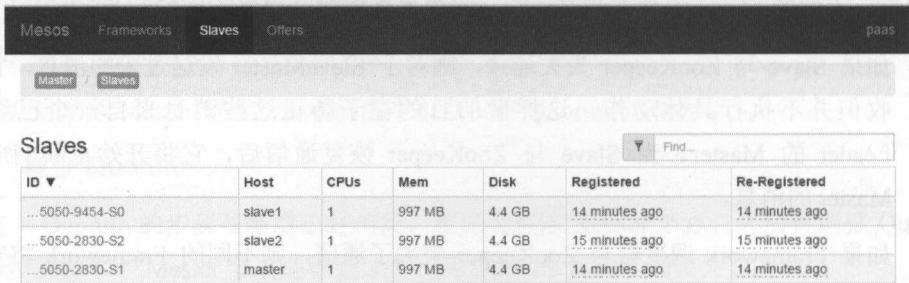 Mesos Frameworks Slaves Offers paas
Master / Slaves
Slaves
Find...
ID ▼ Host CPUs Mem Disk Registered Re-Registered
...5050-9454-S0 slave1 1 997 MB 4.4 GB 14 minutes ago 14 minutes ago
...5050-2830-S2 slave2 1 997 MB 4.4 GB 15 minutes ago 15 minutes ago
...5050-2830-S1 master 1 997 MB 4.4 GB 14 minutes ago 14 minutes ago